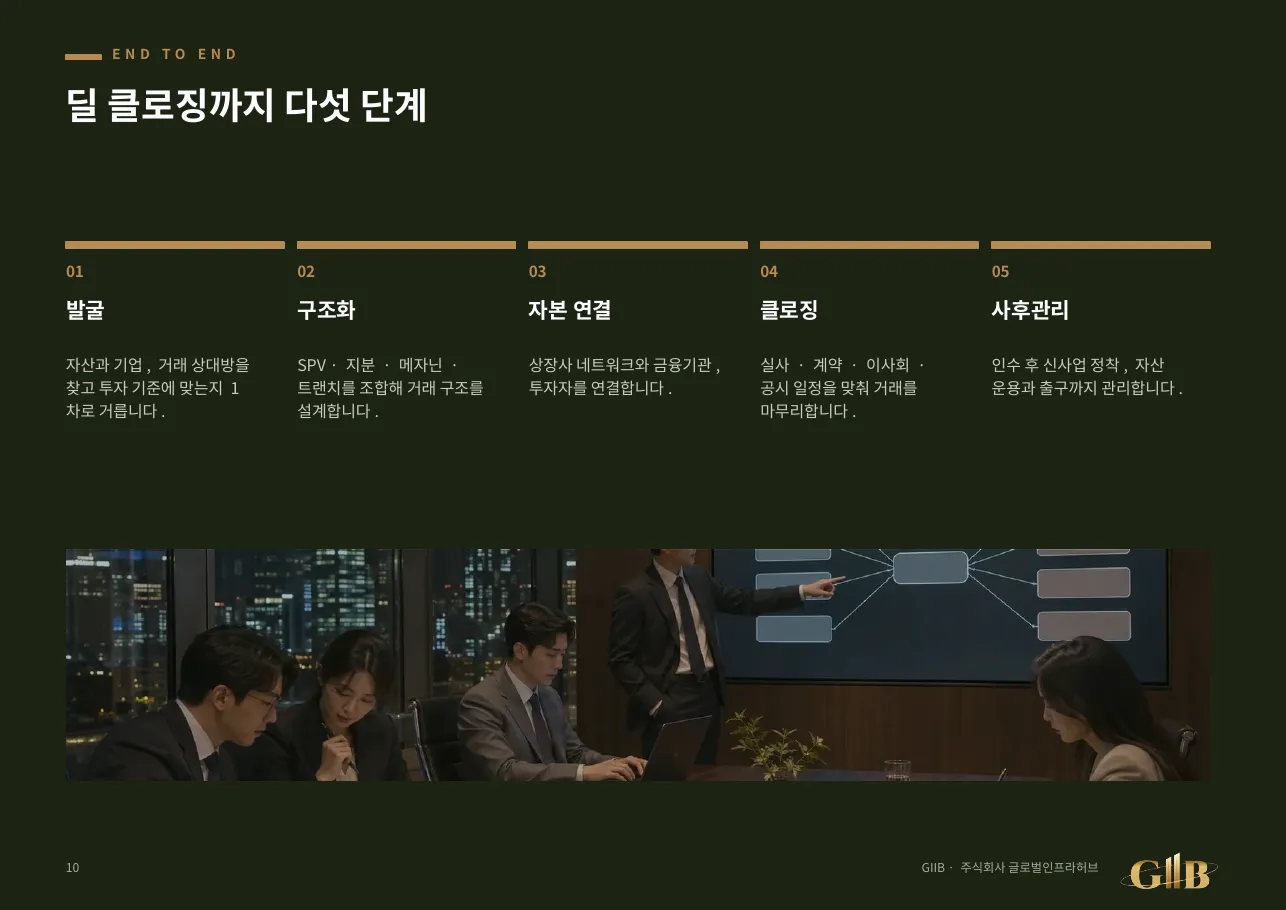 END TO END
딜 클로징까지 다섯 단계
01
발굴
자산과 기업 , 거래 상대방을
찾고 투자 기준에 맞는지 1
차로 거릅니다 .
02
구조화
SPV · 지분 · 메자닌 ·
트랜치를 조합해 거래 구조를
설계합니다 .
03
자본 연결
상장사 네트워크와 금융기관 ,
투자자를 연결합니다 .
04
클로징
실사 · 계약 · 이사회 ·
공시 일정을 맞춰 거래를
마무리합니다 .
05
사후관리
인수 후 신사업 정착 , 자산
운용과 출구까지 관리합니다 .
10
GIIB · 주식회사 글로벌인프라허브
GIIB